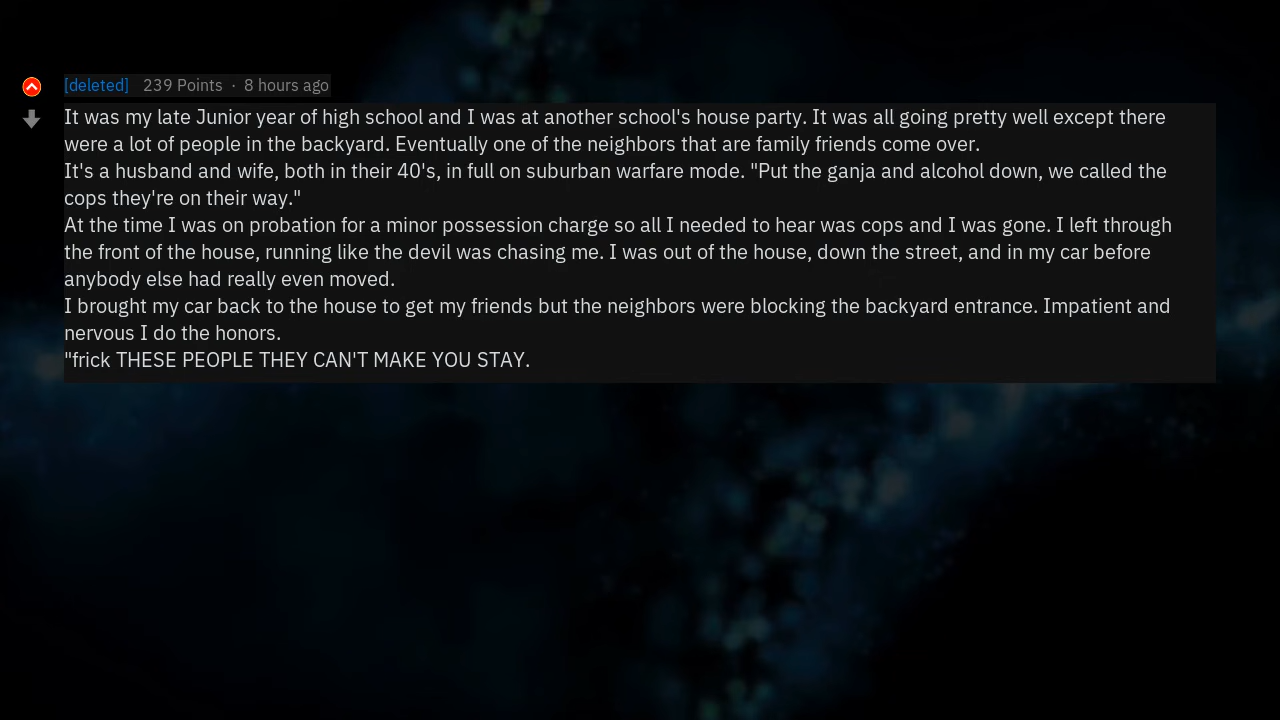 [deleted] 239 Points · 8 hours ago
It was my late Junior year of high school and I was at another school's house party. It was all going pretty well except there
were a lot of people in the backyard. Eventually one of the neighbors that are family friends come over.
It's a husband and wife, both in their 40's, in full on suburban warfare mode. "Put the ganja and alcohol down, we called the
cops they're on their way."
At the time I was on probation for a minor possession charge so all I needed to hear was cops and I was gone. I left through
the front of the house, running like the devil was chasing me. I was out of the house, down the street, and in my car before
anybody else had really even moved.
I brought my car back to the house to get my friends but the neighbors were blocking the backyard entrance. Impatient and
nervous I do the honors.
"frick THESE PEOPLE THEY CAN'T MAKE YOU STAY.